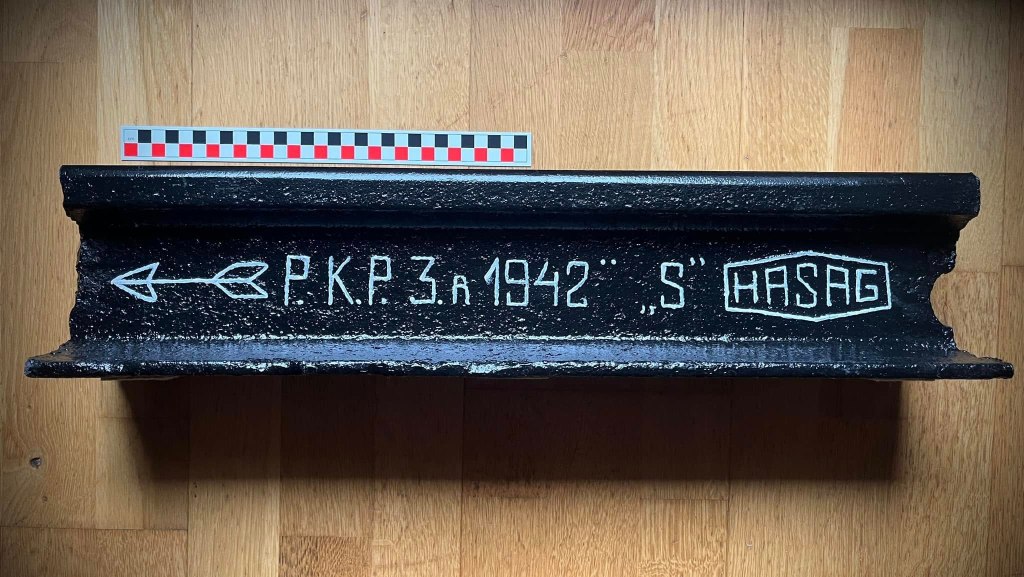 P. K.P. 3.A 1942" „S” HASAG